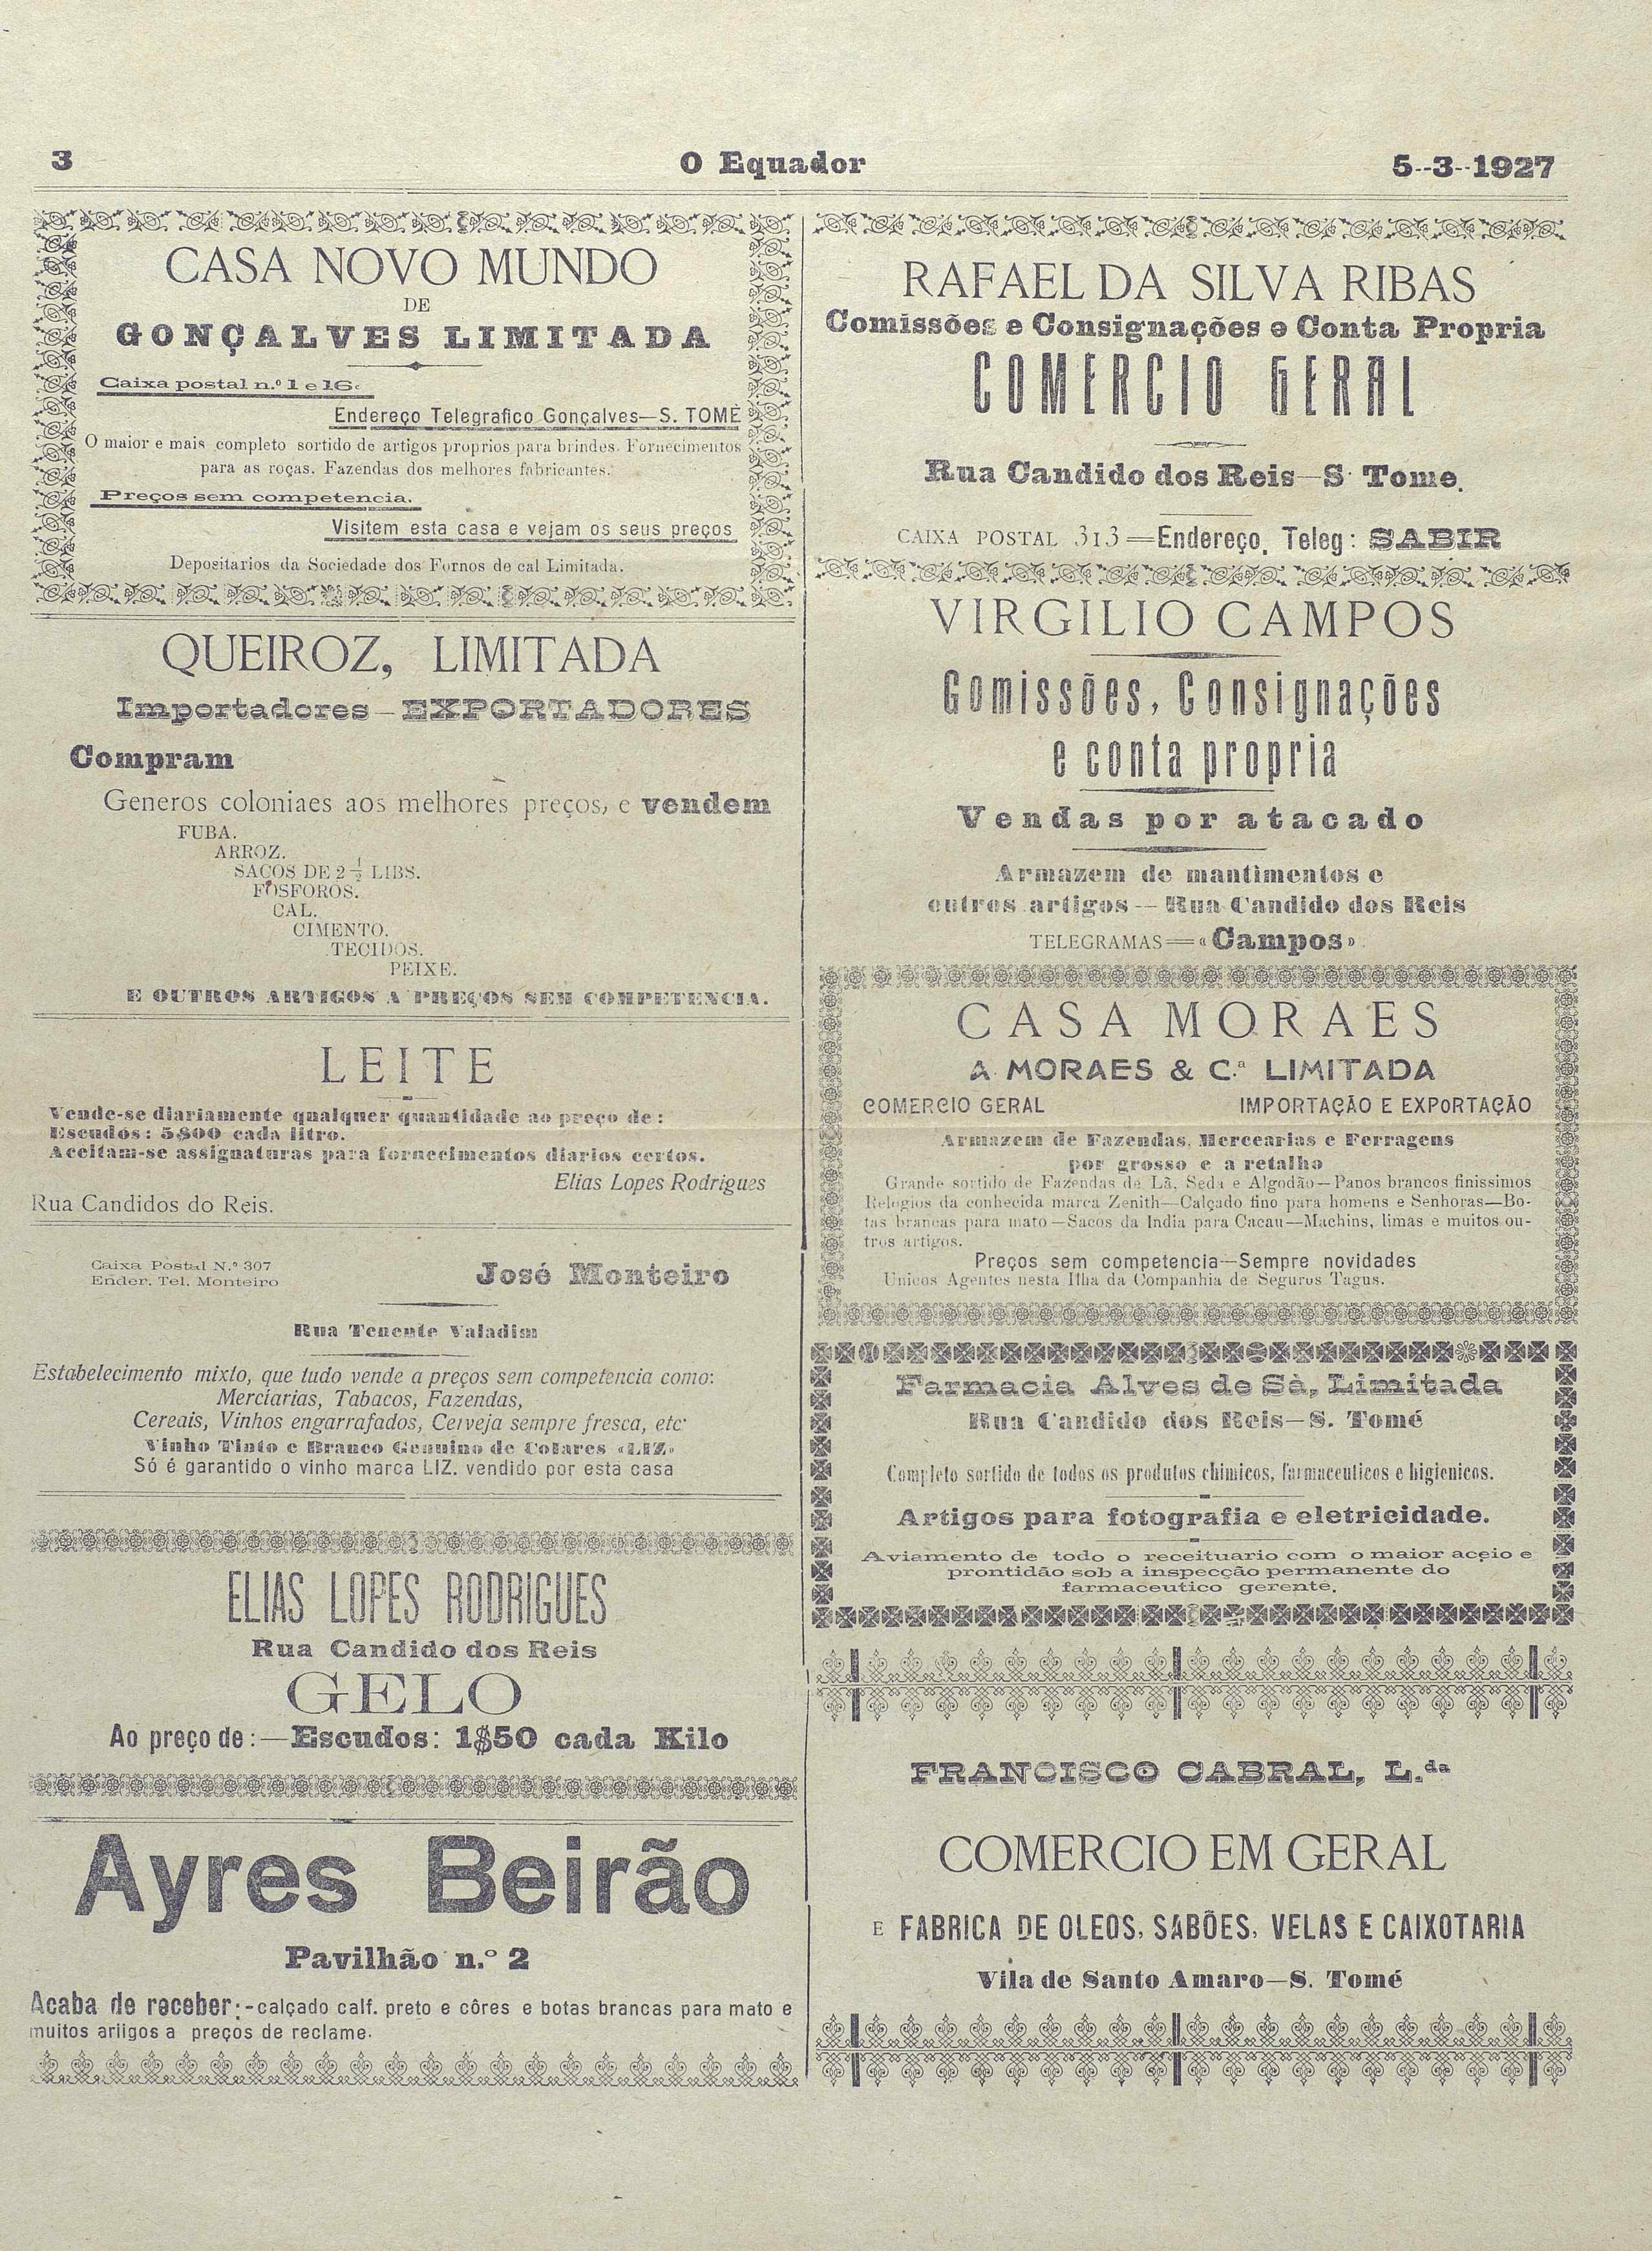 3
O Equador
5--3--1927
CASA NOVO MUNDO
DE
GONÇALVES LIMITADA
Caixa postal n.º 1 e 16.
Endereço Telegrafico Gonçalves—S. TOMÉ
O maior e mais completo sortido de artigos proprios para brindes. Fornecimentos
para as roças. Fazendas dos melhores fabricantes.
Preços sem competencia.
Visitem esta casa e vejam os seus preços
Depositarios da Sociedade dos Fornos de cal Limitada.
QUEIROZ, LIMITADA
Importadores—EXPORTADORES
Compram
Generos coloniaes aos melhores preços, e vendem
FUBA.
ARROZ.
SACOS DE 2 1/2 LIBS.
FOSFOROS.
CAL.
CIMENTO.
TECIDOS.
PEIXE.
E OUTROS ARTIGOS A PREÇOS SEM COMPETENCIA.
LEITE
Vende-se diariamente qualquer quantidade ao preço de:
Escudos: 5$00 cada litro.
Aceitam-se assignaturas para fornecimentos diarios certos.
Elias Lopes Rodrigues
Rua Candidos do Reis.
Caixa Postal N.º 307
Ender. Tel. Monteiro
José Monteiro
Rua Tenente Valadim
Estabelecimento mixto, que tudo vende a preços sem competencia como:
Merciarias, Tabacos, Fazendas,
Cereais, Vinhos engarrafados, Cerveja sempre fresca, etc
Vinho Tinto e Branco Genuino de Colares «LIZ»
Só é garantido o vinho marca LIZ. vendido por esta casa
ELIAS LOPES RODRIGUES
Rua Candido dos Reis
GELO
Ao preço de:—Escudos: 1$50 cada Kilo
Ayres Beirão
Pavilhão n.º 2
Acaba de receber:-calçado calf. preto e côres e botas brancas para mato e
muitos ariigos a preços de reclame.
RAFAEL DA SILVA RIBAS
Comissões e Consignações e Conta Propria
COMERCIO GERAL
Rua Candido dos Reis—S. Tome.
CAIXA POSTAL 313=Endereço. Teleg: SABIR
VIRGILIO CAMPOS
Gomissões, Consignações
e conta propria
Vendas por atacado
Armazem de mantimentos e
outros artigos—Rua Candido dos Reis
TELEGRAMAS=«Campos»
CASA MORAES
A. MORAES & C.ª LIMITADA
COMERCIO GERAL IMPORTAÇÃO E EXPORTAÇÃO
Armazem de Fazendas, Mercearias e Ferragens
por grosso e a retalho
Grande sortido de Fazendas de Lã, Seda e Algodão—Panos brancos finissimos
Relogios da conhecida marca Zenith—Calçado fino para homens e Senhoras—Bo-
tas brancas para mato—Sacos da India para Cacau—Machins, limas e muitos ou-
tros artigos.
Preços sem competencia—Sempre novidades
Unicos Agentes nesta Ilha da Companhia de Seguros Tagus.
Farmacia Alves de Sà, Limitada
Rua Candido dos Reis—S. Tomé
Completo sortido de todos os produtos chimicos, farmaceuticos e higienicos.
Artigos para fotografia e eletricidade.
Aviamento de todo o receituario com o maior aceio e
prontidão sob a inspecção permanente do
farmaceutico gerente.
FRANCISCO CABRAL, L.da
COMERCIO EM GERAL
E FABRICA DE OLEOS, SABÕES, VELAS E CAIXOTARIA
Vila de Santo Amaro—S. Tomé